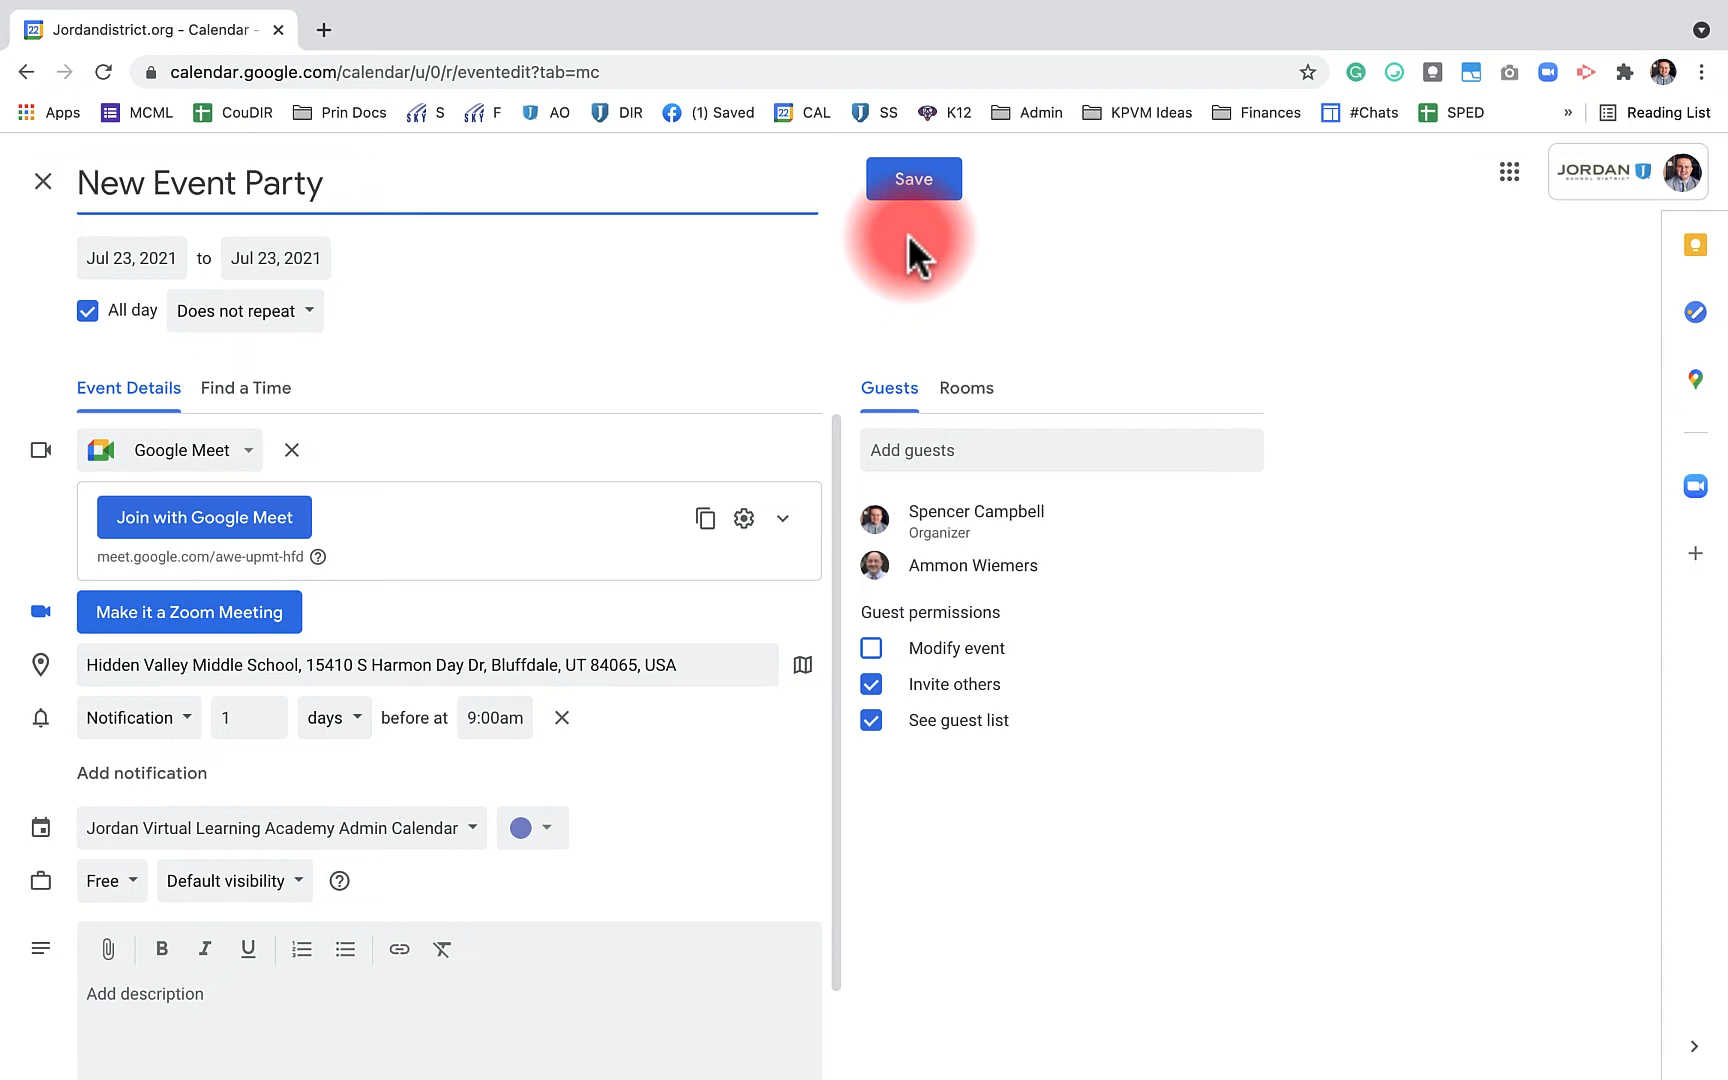 22 Jordandistrict.org - Calendar -
calendar.google.com/calendar/u/0/r/eventedit?tab=mc
Apps MCML CouDIR Prin Docs S F AO DIR (1) Saved 22 CAL SS K12 Admin KPVM Ideas Finances #Chats SPED » Reading List
New Event Party
Save
JORDAN
SCHOOL DISTRICT
Jul 23, 2021 to Jul 23, 2021
All day Does not repeat
Event Details Find a Time
Guests Rooms
Google Meet
Add guests
Join with Google Meet
meet.google.com/awe-upmt-hfd
Spencer Campbell
Organizer
Ammon Wiemers
Make it a Zoom Meeting
Guest permissions
Modify event
Hidden Valley Middle School, 15410 S Harmon Day Dr, Bluffdale, UT 84065, USA
Invite others
Notification 1 days before at 9:00am
See guest list
Add notification
Jordan Virtual Learning Academy Admin Calendar
Free Default visibility
B I U
Add description